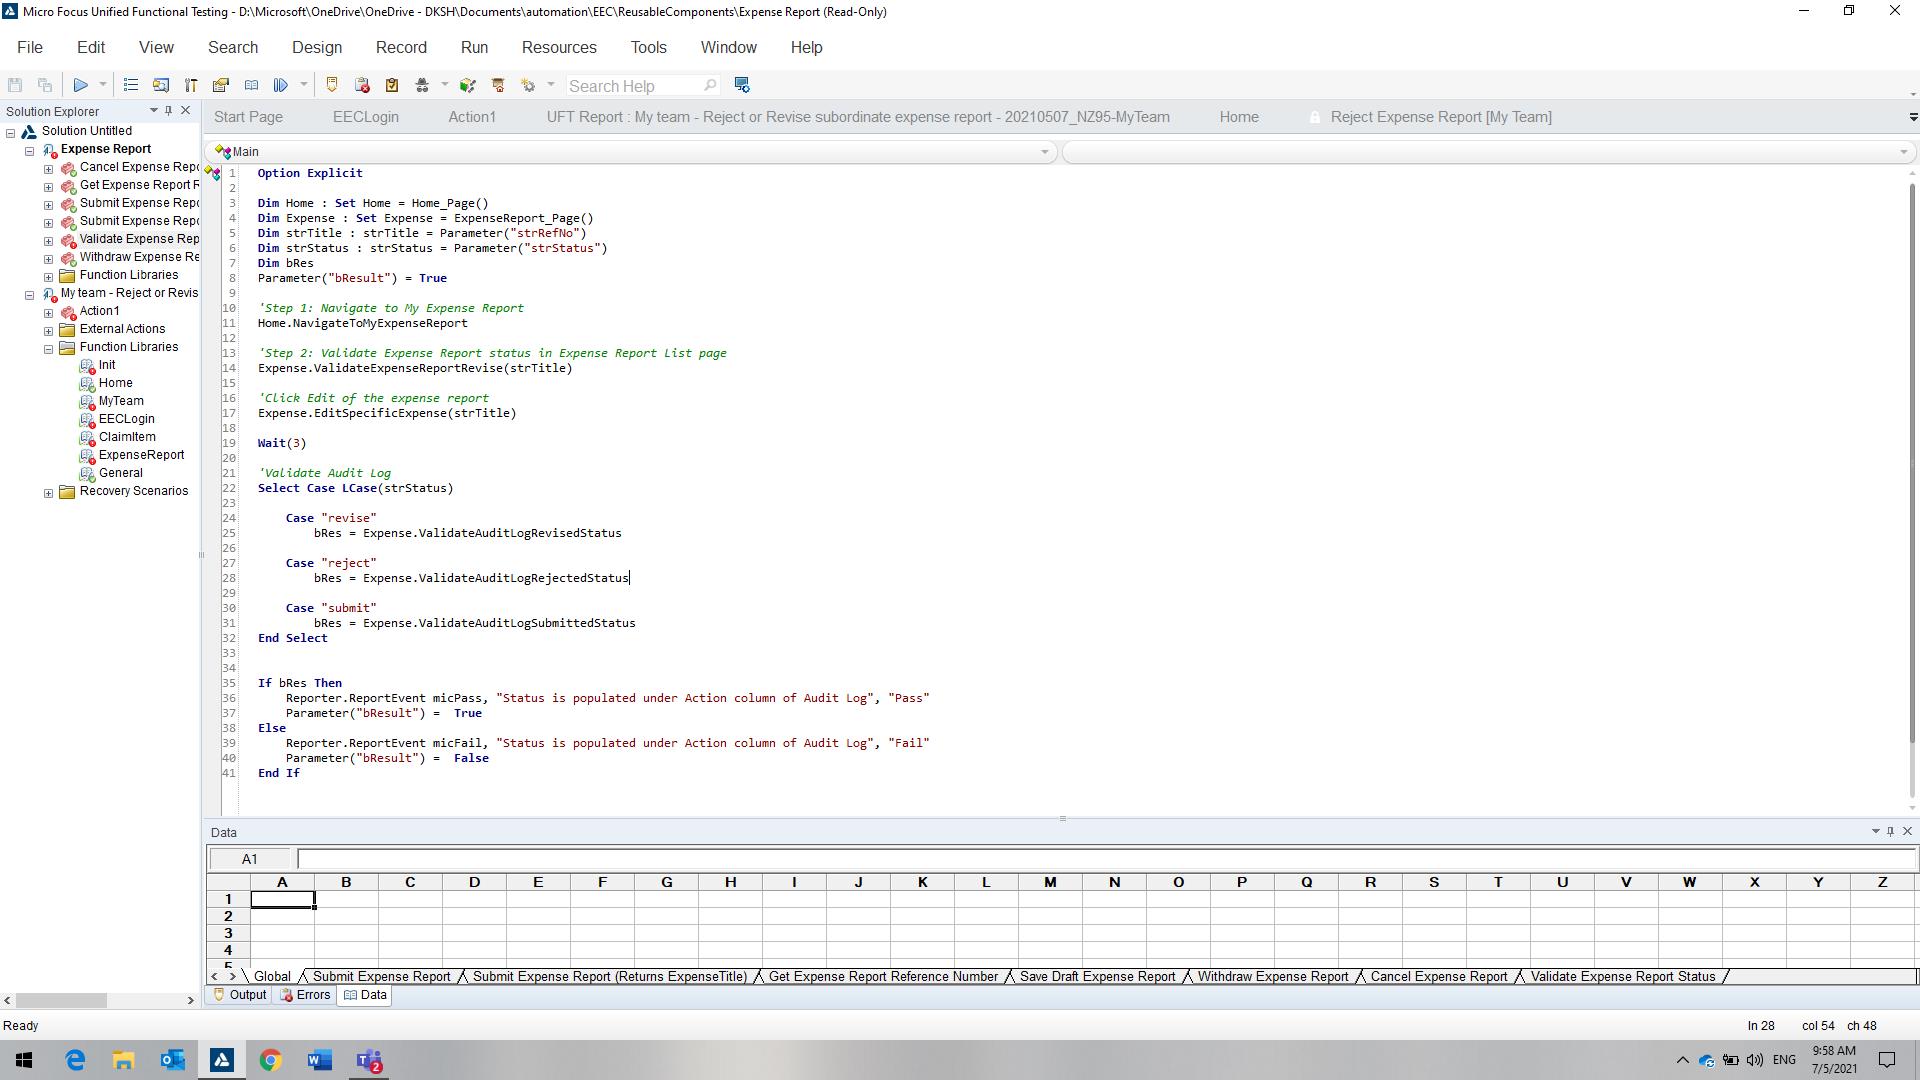 Micro Focus Unified Functional Testing - D:\Microsoft\OneDrive\OneDrive - DKSH\Documents\automation\EEC\ReusableComponents\Expense Report (Read-Only)
File Edit View Search Design Record Run Resources Tools Window Help
Search Help
Solution Explorer
Start Page EECLogin Action1 UFT Report : My team - Reject or Revise subordinate expense report - 20210507_NZ95-MyTeam Home Reject Expense Report [My Team]
Solution Untitled
Expense Report
Cancel Expense Repo
Get Expense Report R
Submit Expense Repo
Submit Expense Repo
Validate Expense Rep
Withdraw Expense Re
Function Libraries
My team - Reject or Revis
Action1
External Actions
Function Libraries
Init
Home
MyTeam
EECLogin
ClaimItem
ExpenseReport
General
Recovery Scenarios
Main
1 Option Explicit
2
3 Dim Home : Set Home = Home_Page()
4 Dim Expense : Set Expense = ExpenseReport_Page()
5 Dim strTitle : strTitle = Parameter("strRefNo")
6 Dim strStatus : strStatus = Parameter("strStatus")
7 Dim bRes
8 Parameter("bResult") = True
9
10 'Step 1: Navigate to My Expense Report
11 Home.NavigateToMyExpenseReport
12
13 'Step 2: Validate Expense Report status in Expense Report List page
14 Expense.ValidateExpenseReportRevise(strTitle)
15
16 'Click Edit of the expense report
17 Expense.EditSpecificExpense(strTitle)
18
19 Wait(3)
20
21 'Validate Audit Log
22 Select Case LCase(strStatus)
23
24 Case "revise"
25 bRes = Expense.ValidateAuditLogRevisedStatus
26
27 Case "reject"
28 bRes = Expense.ValidateAuditLogRejectedStatus
29
30 Case "submit"
31 bRes = Expense.ValidateAuditLogSubmittedStatus
32 End Select
33
34
35 If bRes Then
36 Reporter.ReportEvent micPass, "Status is populated under Action column of Audit Log", "Pass"
37 Parameter("bResult") = True
38 Else
39 Reporter.ReportEvent micFail, "Status is populated under Action column of Audit Log", "Fail"
40 Parameter("bResult") = False
41 End If
Data
A1
A B C D E F G H I J K L M N O P Q R S T U V W X Y Z
1
2
3
4
5
Global Submit Expense Report Submit Expense Report (Returns ExpenseTitle) Get Expense Report Reference Number Save Draft Expense Report Withdraw Expense Report Cancel Expense Report Validate Expense Report Status
Output Errors Data
Ready ln 28 col 54 ch 48
2
ENG
9:58 AM
7/5/2021